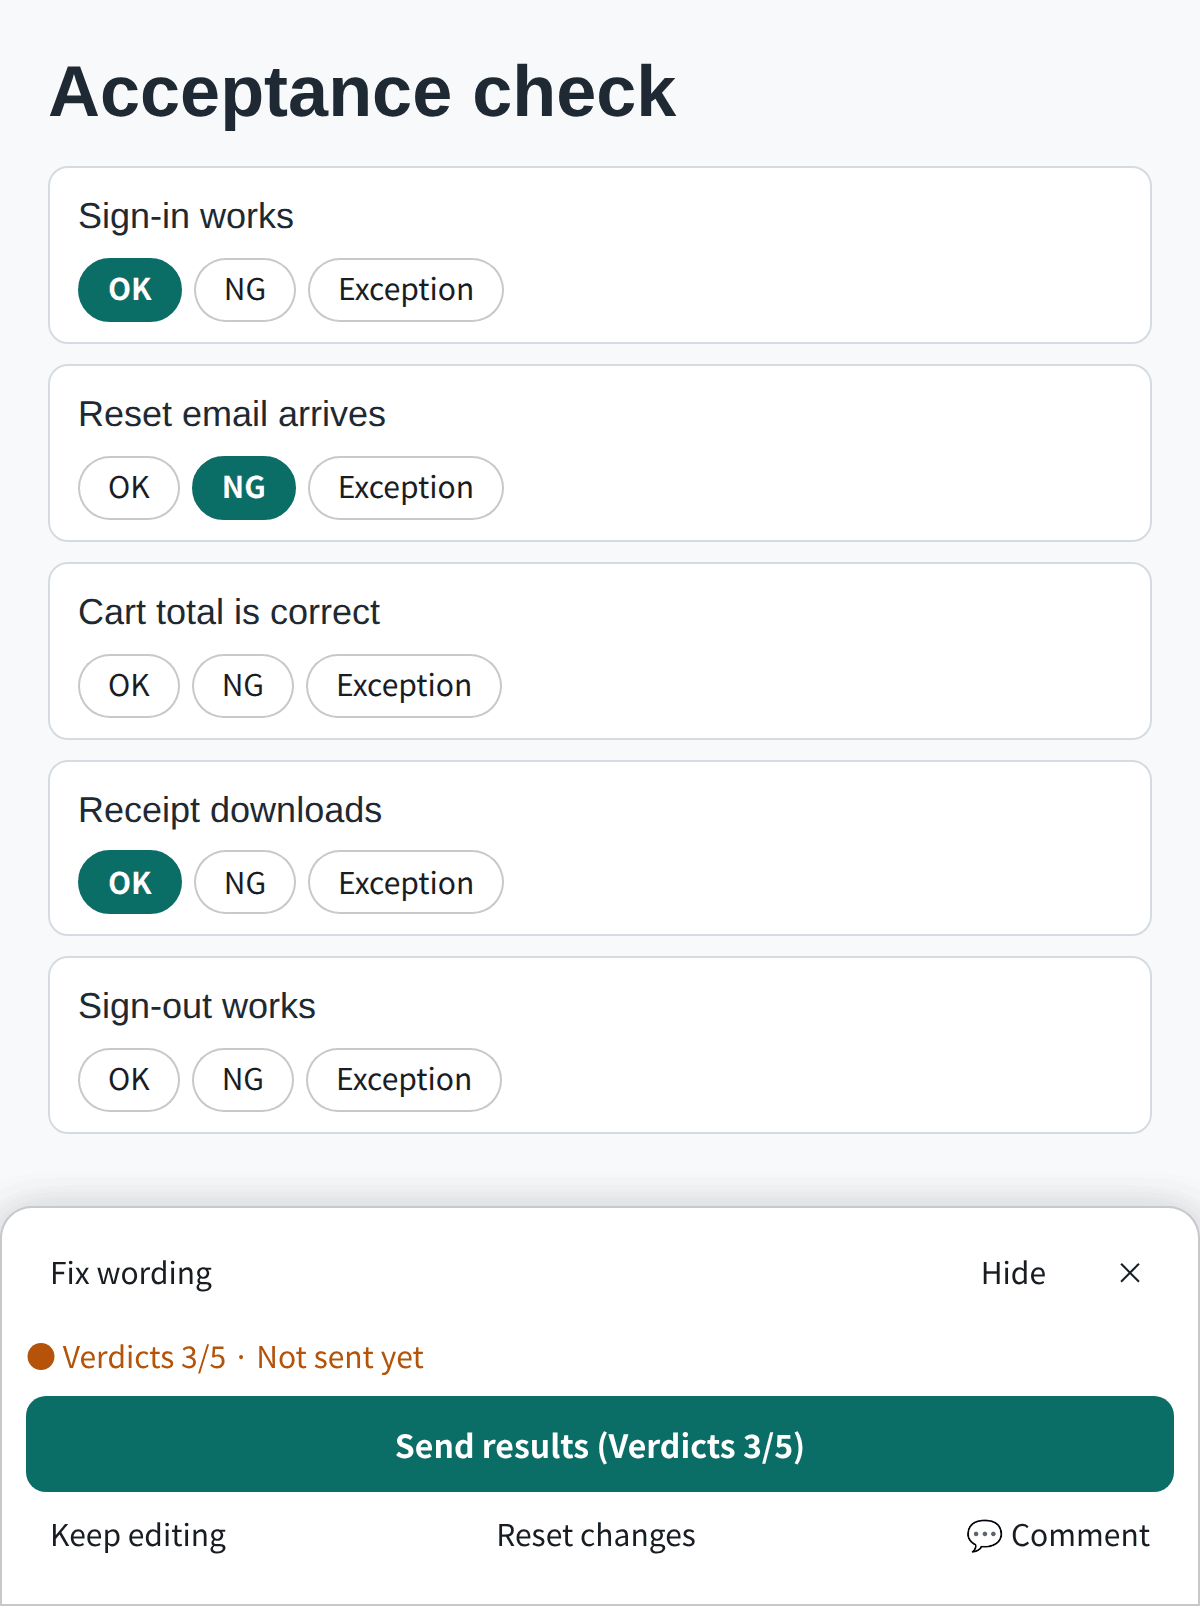 Acceptance check
Sign-in works
OK NG Exception
Reset email arrives
OK NG Exception
Cart total is correct
OK NG Exception
Receipt downloads
OK NG Exception
Sign-out works
OK NG Exception
Fix wording Hide ×
Verdicts 3/5 · Not sent yet
Send results (Verdicts 3/5)
Keep editing Reset changes 💬 Comment